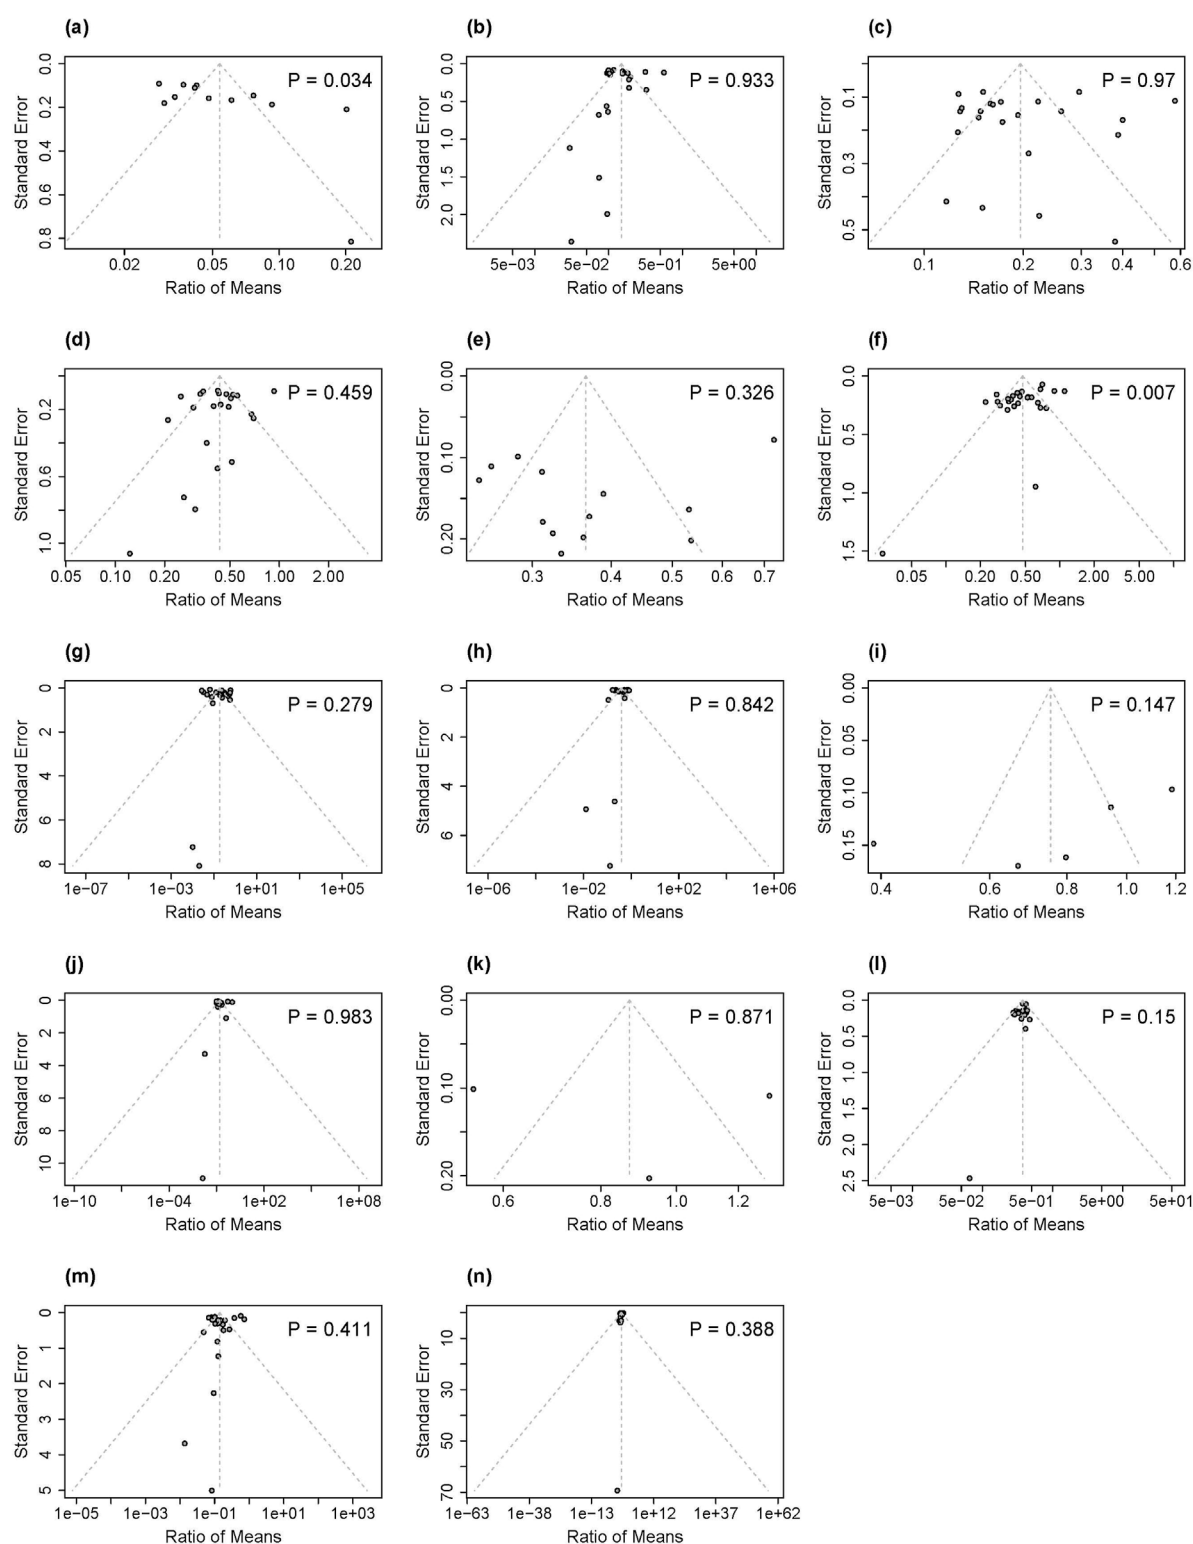 (a)
P = 0.034
Standard Error
0.0
0.2
0.4
0.6
0.8
0.02
0.05
0.10
0.20
Ratio of Means
(b)
P = 0.933
Standard Error
0.0
0.5
1.0
1.5
2.0
5e-03
5e-02
5e-01
5e+00
Ratio of Means
(c)
P = 0.97
Standard Error
0.1
0.3
0.5
0.1
0.2
0.3
0.4
0.6
Ratio of Means
(d)
P = 0.459
Standard Error
0.2
0.6
1.0
0.05
0.10
0.20
0.50
1.00
2.00
Ratio of Means
(e)
P = 0.326
Standard Error
0.00
0.10
0.20
0.3
0.4
0.5
0.6
0.7
Ratio of Means
(f)
P = 0.007
Standard Error
0.0
0.5
1.0
1.5
0.05
0.20
0.50
2.00
5.00
Ratio of Means
(g)
P = 0.279
Standard Error
0
2
4
6
8
1e-07
1e-03
1e+01
1e+05
Ratio of Means
(h)
P = 0.842
Standard Error
0
2
4
6
1e-06
1e-02
1e+02
1e+06
Ratio of Means
(i)
P = 0.147
Standard Error
0.00
0.05
0.10
0.15
0.4
0.6
0.8
1.0
1.2
Ratio of Means
(j)
P = 0.983
Standard Error
0
2
4
6
8
10
1e-10
1e-04
1e+02
1e+08
Ratio of Means
(k)
P = 0.871
Standard Error
0.00
0.10
0.20
0.6
0.8
1.0
1.2
Ratio of Means
(l)
P = 0.15
Standard Error
0.0
0.5
1.0
1.5
2.0
2.5
5e-03
5e-02
5e-01
5e+00
5e+01
Ratio of Means
(m)
P = 0.411
Standard Error
0
1
2
3
4
5
1e-05
1e-03
1e-01
1e+01
1e+03
Ratio of Means
(n)
P = 0.388
Standard Error
10
30
50
70
1e-63
1e-38
1e-13
1e+12
1e+37
1e+62
Ratio of Means